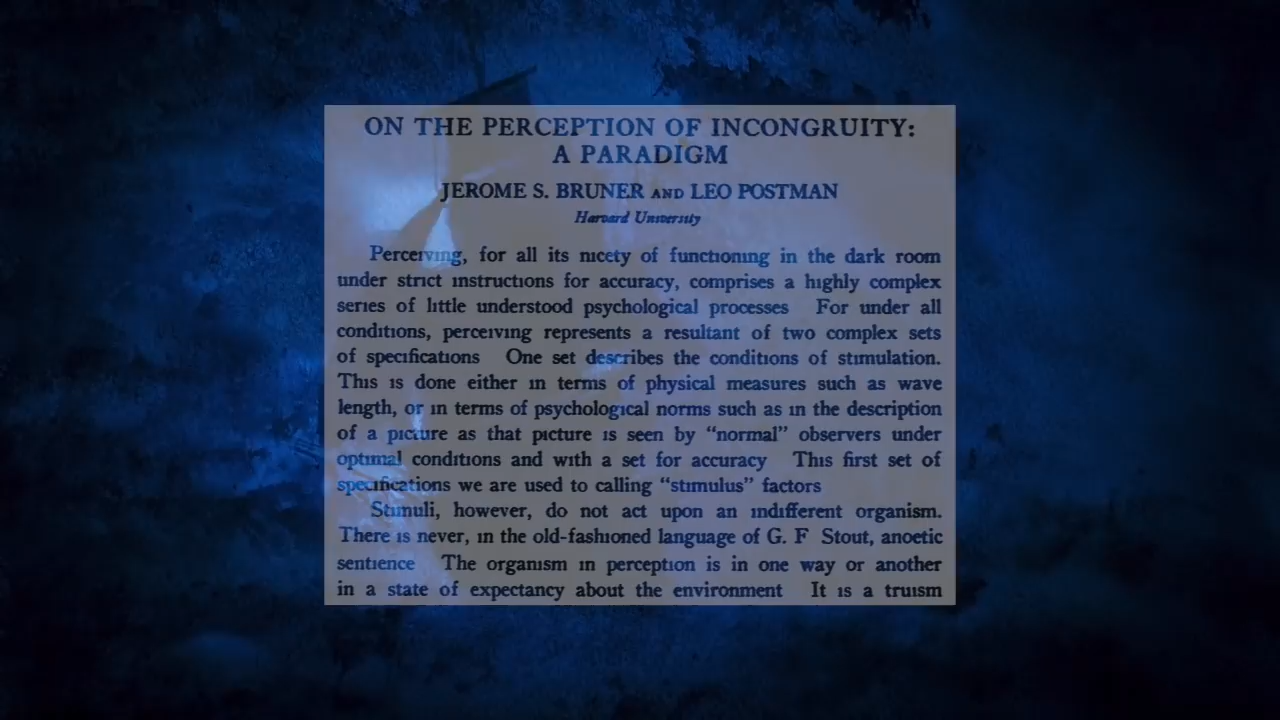 ON THE PERCEPTION OF INCONGRUITY:
A PARADIGM
JEROME S. BRUNER AND LEO POSTMAN
Harvard University
Perceiving, for all its nicety of functioning in the dark room
under strict instructions for accuracy, comprises a highly complex
series of little understood psychological processes For under all
conditions, perceiving represents a resultant of two complex sets
of specifications One set describes the conditions of stimulation.
This is done either in terms of physical measures such as wave
length, or in terms of psychological norms such as in the description
of a picture as that picture is seen by “normal” observers under
optimal conditions and with a set for accuracy This first set of
specifications we are used to calling “stimulus” factors
Stimuli, however, do not act upon an indifferent organism.
There is never, in the old-fashioned language of G. F Stout, anoetic
sentience The organism in perception is in one way or another
in a state of expectancy about the environment It is a truism